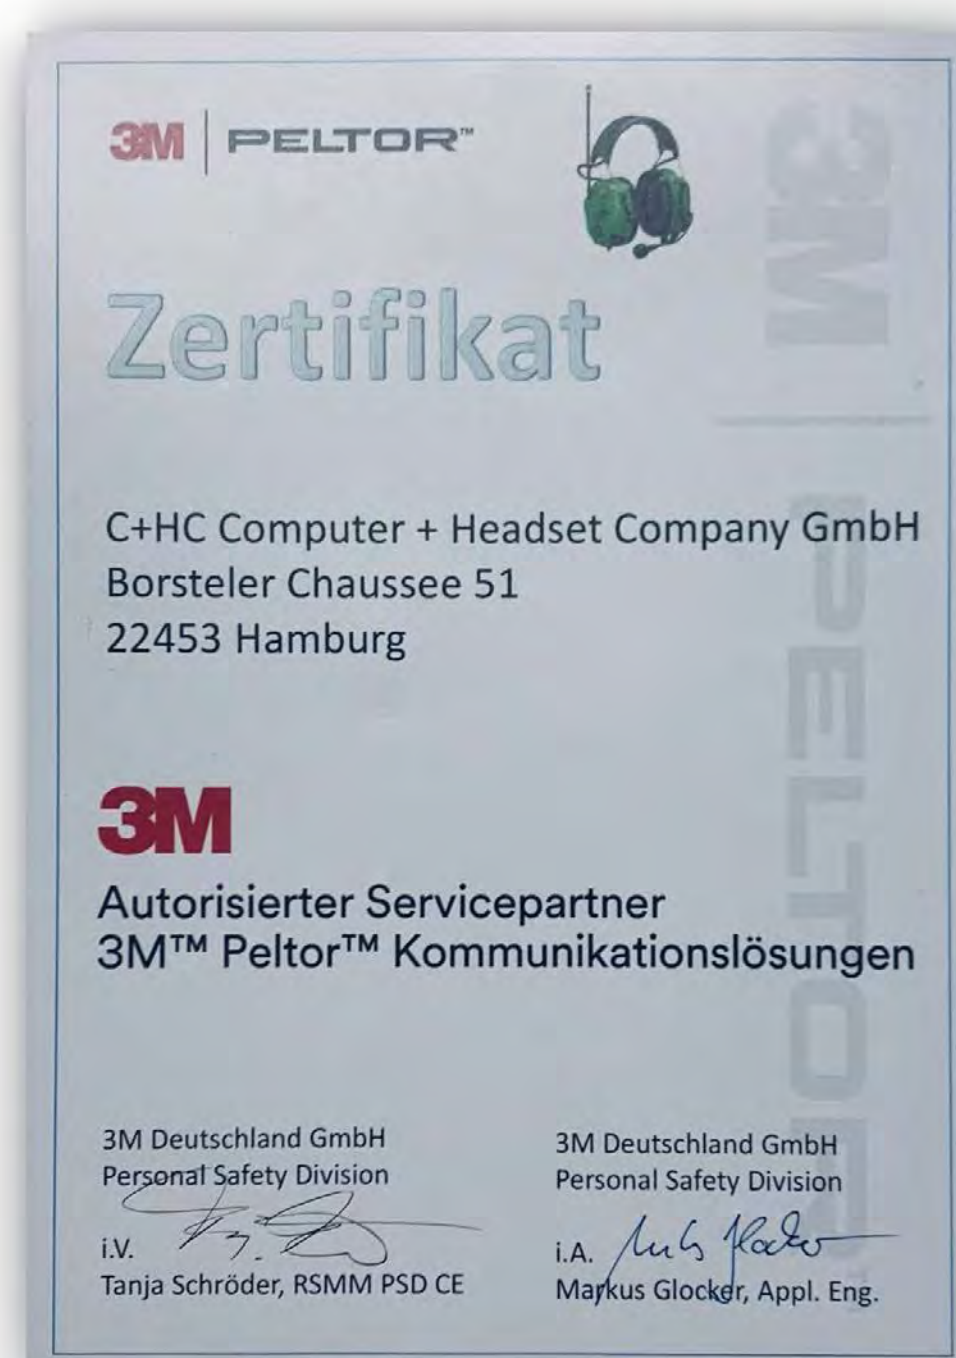 3M | PELTOR™
Zertifikat
C+HC Computer + Headset Company GmbH
Borsteler Chaussee 51
22453 Hamburg
3M
Autorisierter Servicepartner
3M™ Peltor™ Kommunikationslösungen
3M Deutschland GmbH
Personal Safety Division
i.V.
Tanja Schröder, RSMM PSD CE
3M Deutschland GmbH
Personal Safety Division
i.A.
Markus Glocker, Appl. Eng.
3M | PELTOR